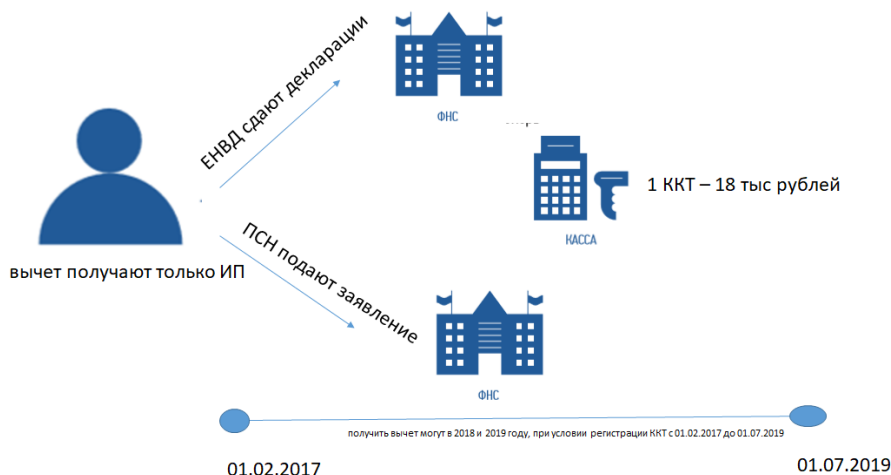 ЕНВД сдают декларации
ФНС
1 ККТ – 18 тыс рублей
КАССА
вычет получают только ИП
ПСН подают заявление
ФНС
получить вычет могут в 2018 и 2019 году, при условии регистрации ККТ с 01.02.2017 до 01.07.2019
01.02.2017
01.07.2019